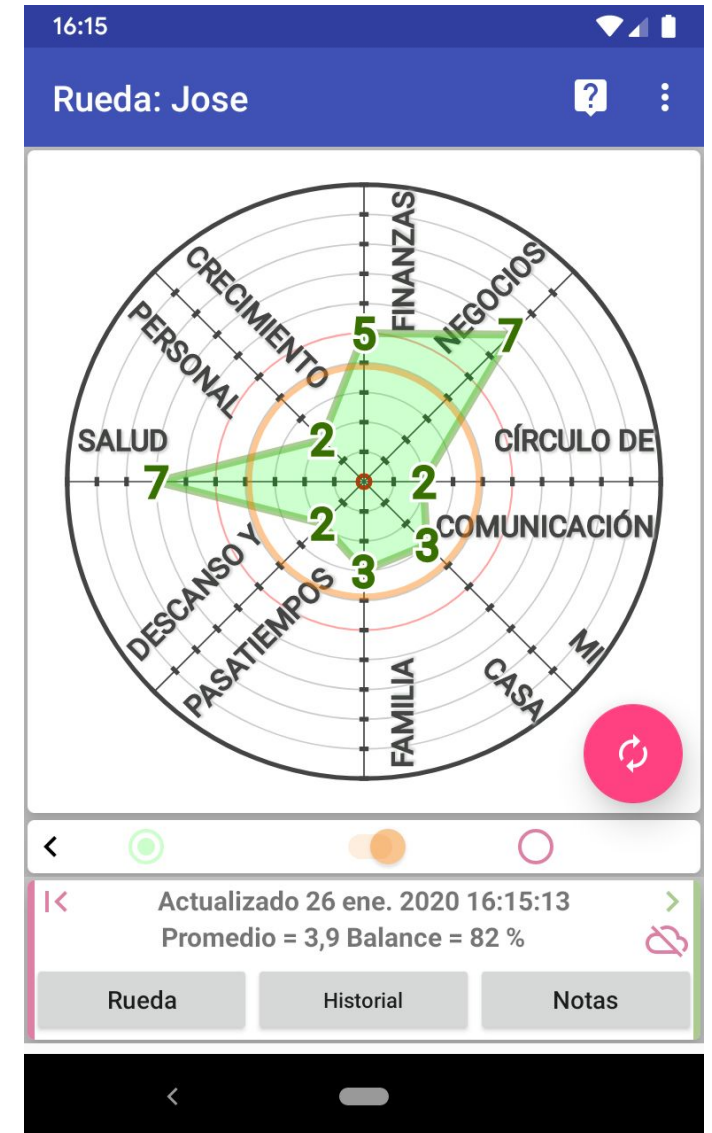 16:15
Rueda: Jose
?
FINANZAS
NEGOCIOS
CÍRCULO DE
COMUNICACIÓN
MI
CASA
FAMILIA
DESCANSO Y
PASATIEMPOS
SALUD
PERSONAL
CRECIMIENTO
5
7
2
3
3
2
7
2
Actualizado 26 ene. 2020 16:15:13
Promedio = 3,9 Balance = 82 %
Rueda
Historial
Notas